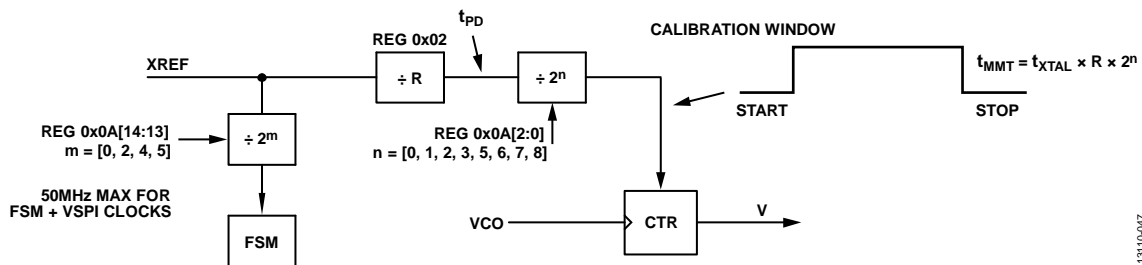 tPD
CALIBRATION WINDOW
REG 0x02
XREF
÷ R
÷ 2ⁿ
tMMT = tXTAL × R × 2ⁿ
START
STOP
REG 0x0A[14:13]
m = [0, 2, 4, 5]
÷ 2ᵐ
REG 0x0A[2:0]
n = [0, 1, 2, 3, 5, 6, 7, 8]
50MHz MAX FOR
FSM + VSPI CLOCKS
FSM
VCO
CTR
V
13110-047